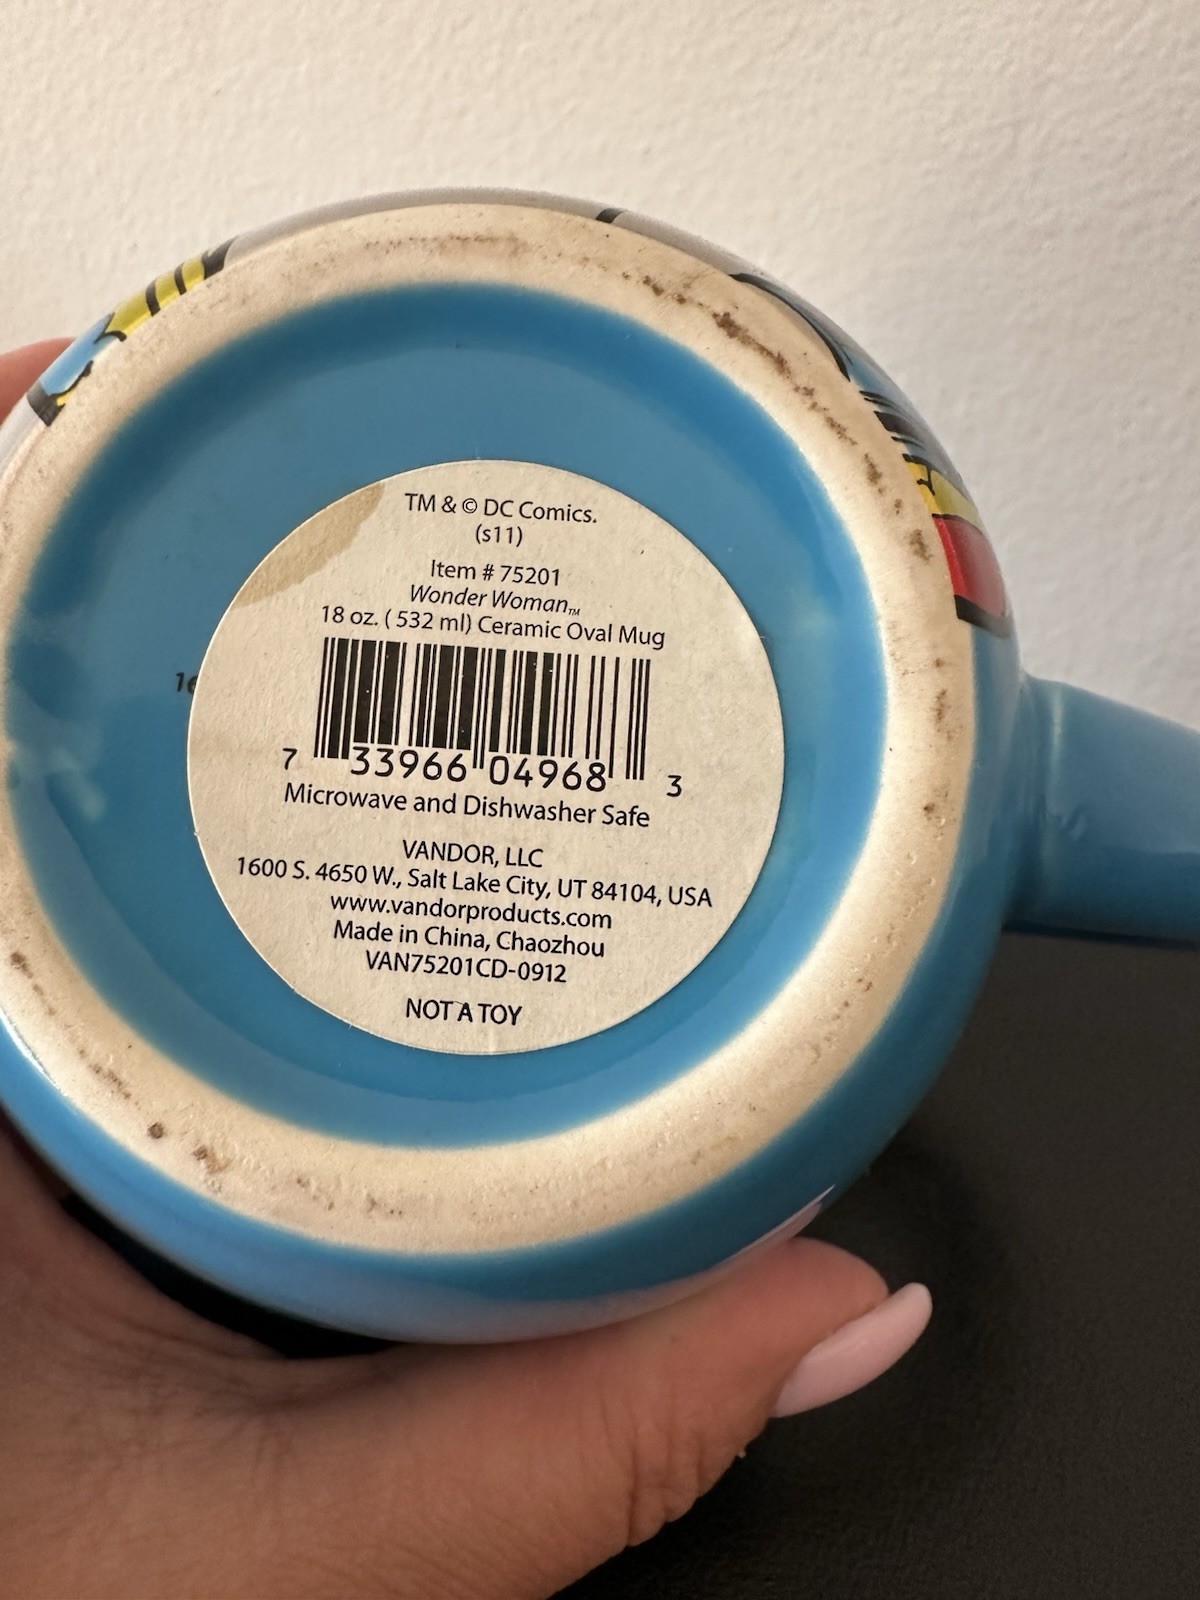 TM & © DC Comics.
(s11)
Item # 75201
Wonder Woman™
18 oz. ( 532 ml) Ceramic Oval Mug
7 33966 04968 3
Microwave and Dishwasher Safe
VANDOR, LLC
1600 S. 4650 W., Salt Lake City, UT 84104, USA
www.vandorproducts.com
Made in China, Chaozhou
VAN75201CD-0912
NOT A TOY